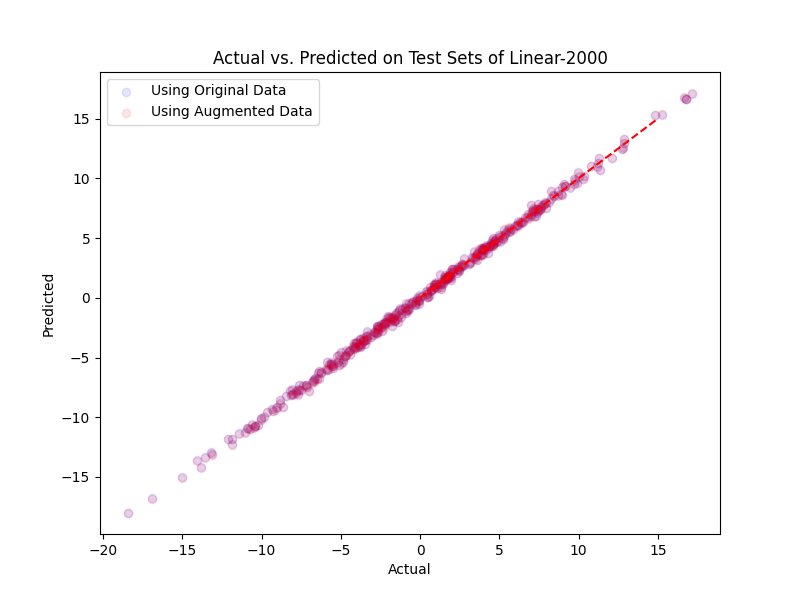 Actual vs. Predicted on Test Sets of Linear-2000
Using Original Data
Using Augmented Data
15
10
5
0
−5
−10
−15
Predicted
−20 −15 −10 −5 0 5 10 15
Actual